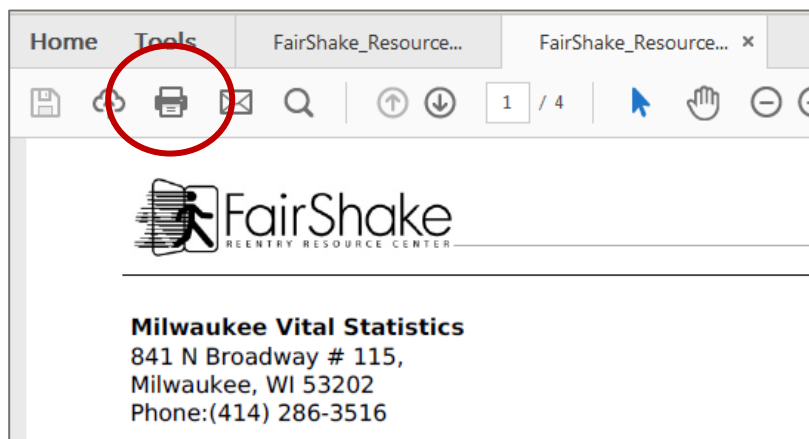 Home Tools FairShake_Resource... FairShake_Resource... ×
1 / 4
FairShake
REENTRY RESOURCE CENTER
Milwaukee Vital Statistics
841 N Broadway # 115,
Milwaukee, WI 53202
Phone:(414) 286-3516